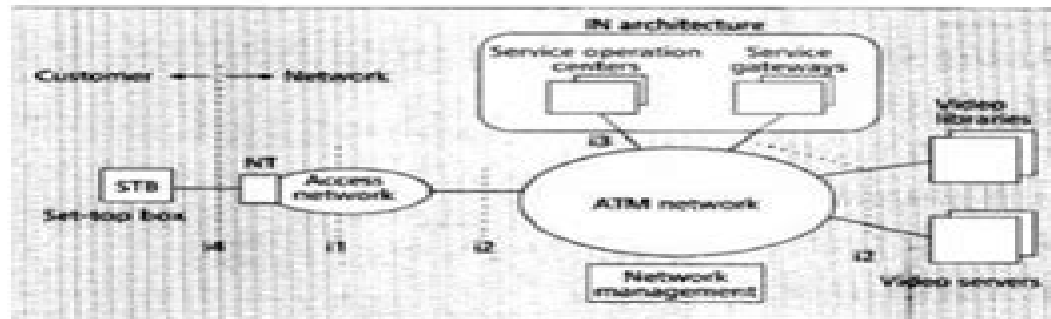 IN architecture
Service operation
centers
Service
gateways
Customer
Network
Video
libraries
i3
NT
STB
Access
network
ATM network
Set-top box
i4
i1
i2
i2
Network
management
Video servers